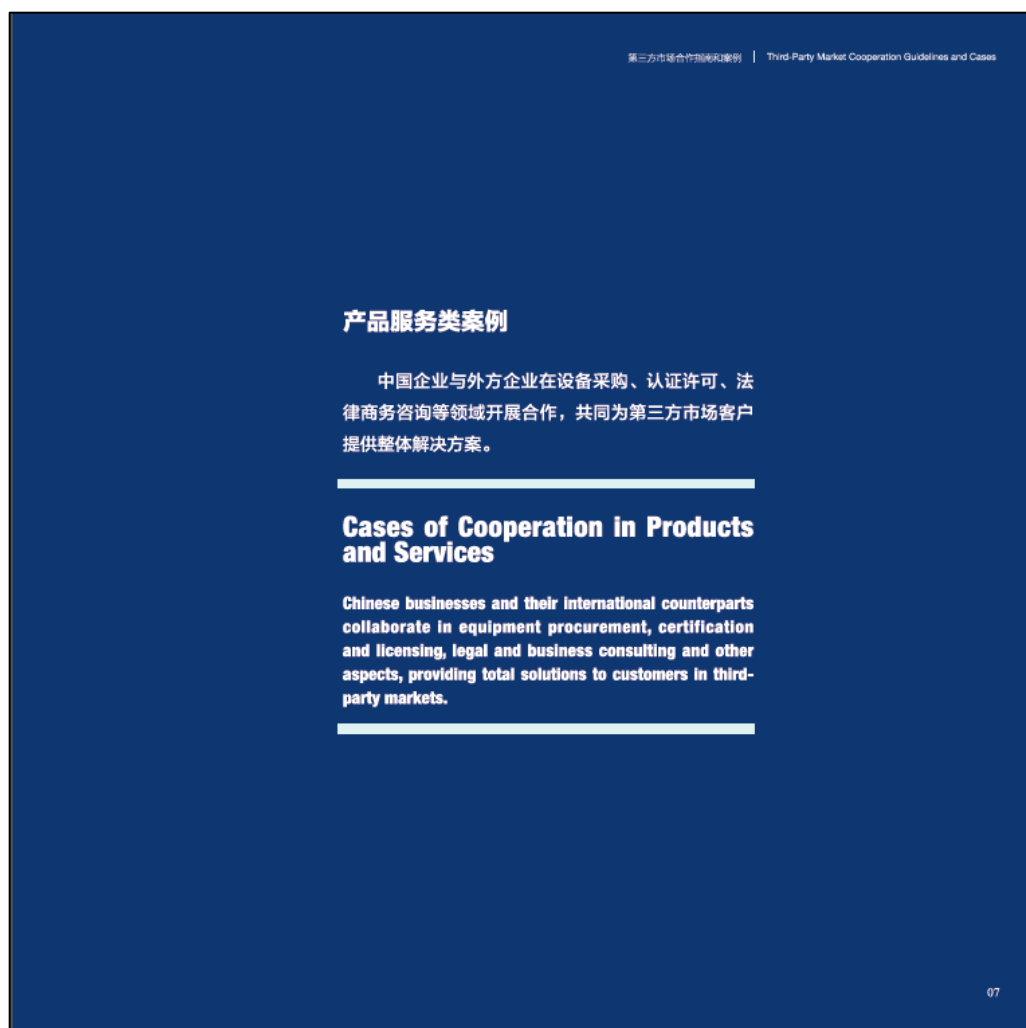 第三方市场合作指南和案例 | Third-Party Market Cooperation Guidelines and Cases
产品服务类案例
中国企业与外方企业在设备采购、认证许可、法
律商务咨询等领域开展合作，共同为第三方市场客户
提供整体解决方案。
Cases of Cooperation in Products
and Services
Chinese businesses and their international counterparts
collaborate in equipment procurement, certification
and licensing, legal and business consulting and other
aspects, providing total solutions to customers in third-
party markets.
07